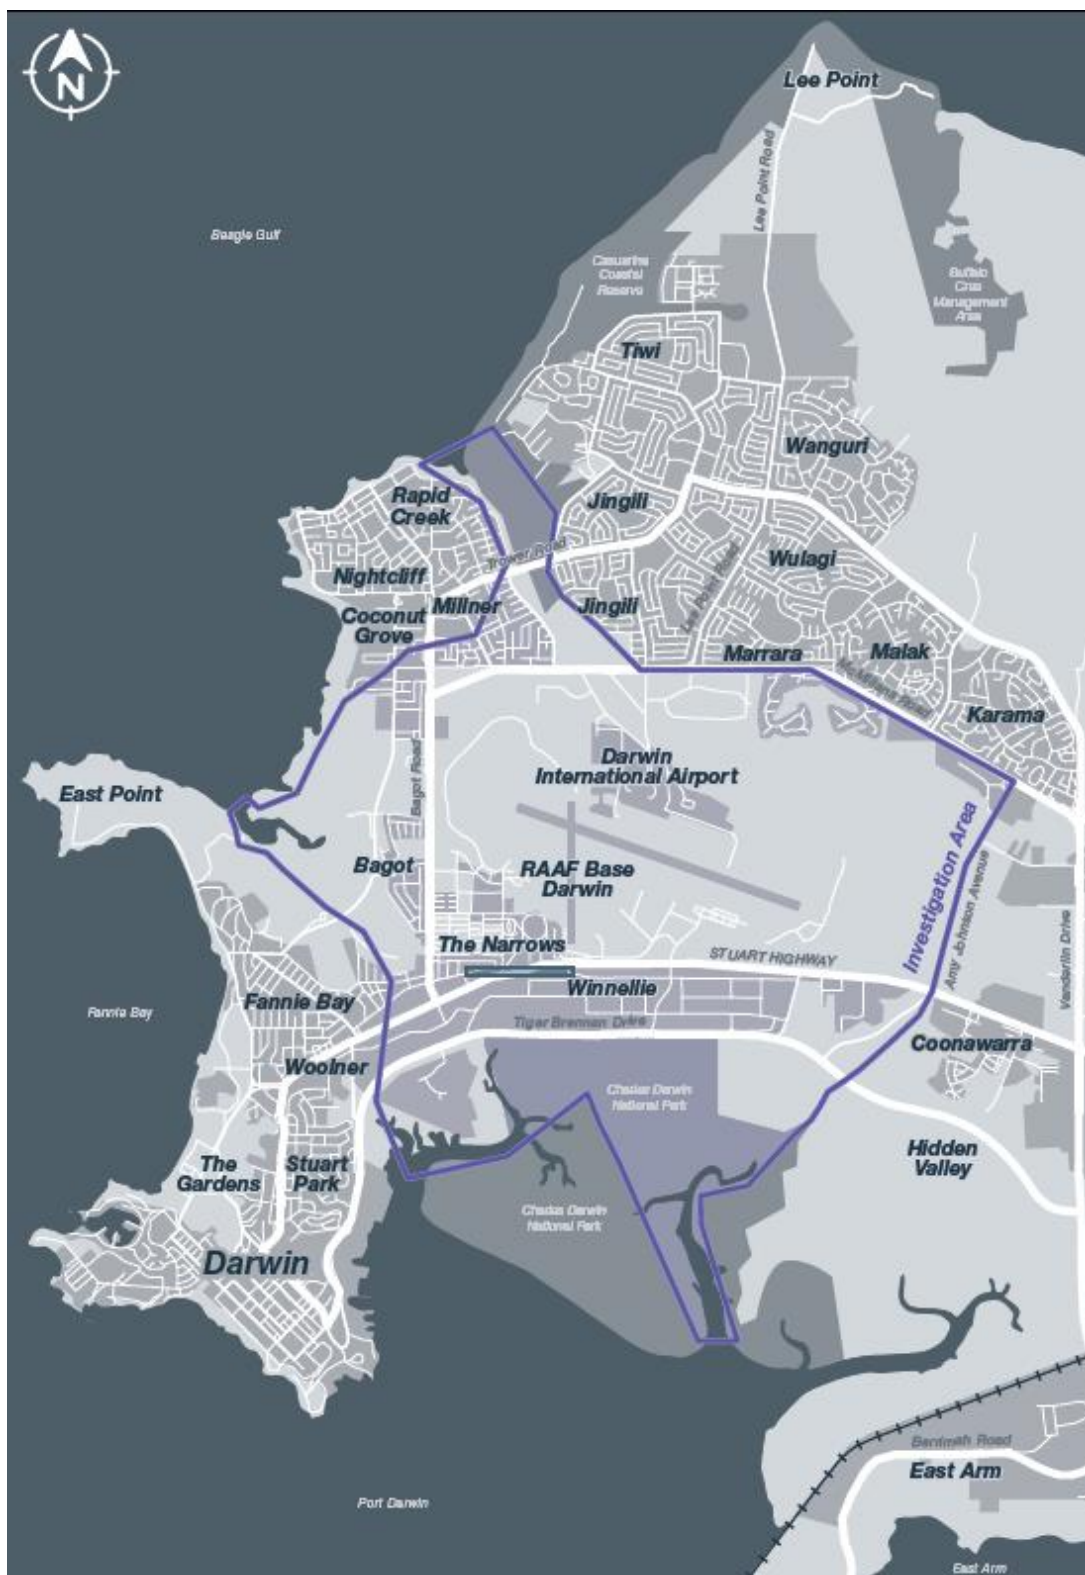 N
Lee Point
Lee Point Road
Beagle Gulf
Casuarina
Coastal
Reserve
Buffalo
Creek
Management
Area
Tiwi
Wanguri
Rapid
Creek
Jingili
Trower Road
Wulagi
Nightcliff
Lee Point Road
Coconut
Grove
Millner
Jingili
Marrara
Malak
McMillans Road
Karama
Darwin
International Airport
Bagot Road
East Point
Investigation Area
Bagot
RAAF Base
Darwin
Amy Johnson Avenue
Vanderlin Drive
The Narrows
STUART HIGHWAY
Winnellie
Fannie Bay
Fannie Bay
Tiger Brennan Drive
Coonawarra
Woolner
Charles Darwin
National Park
Hidden
Valley
The
Gardens
Stuart
Park
Charles Darwin
National Park
Darwin
Berrimah Road
East Arm
Port Darwin
East Arm